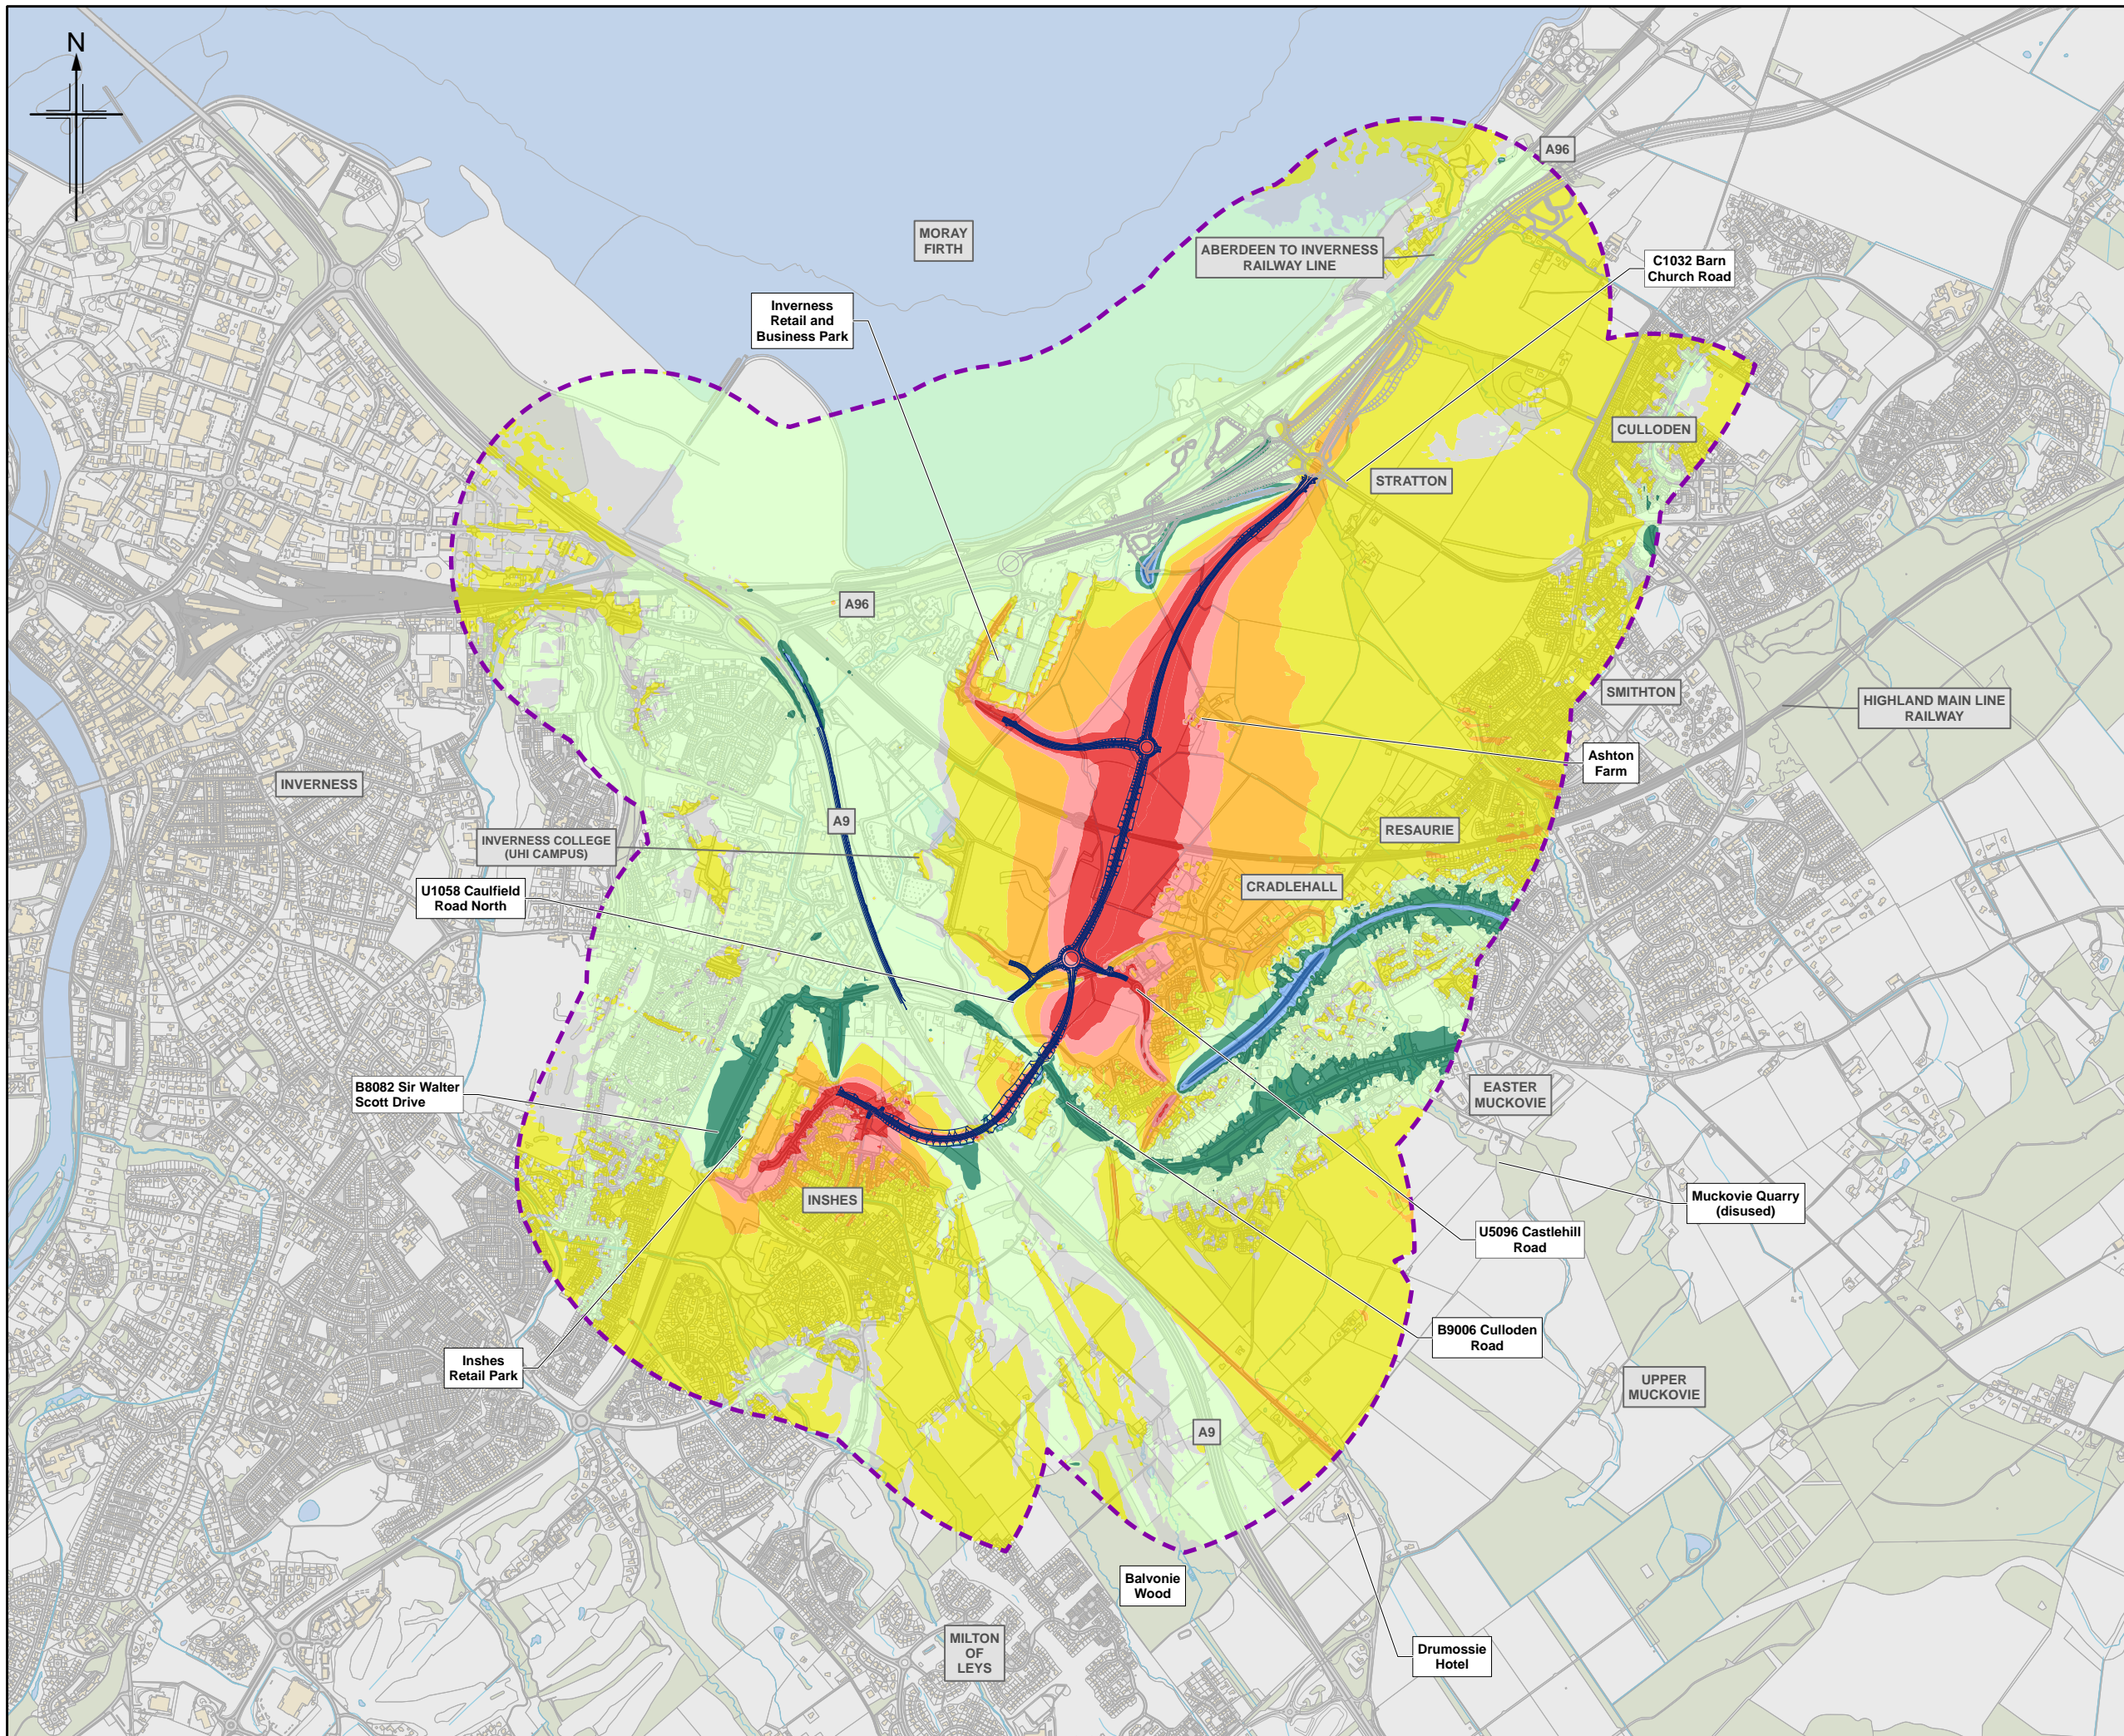 N
A96
MORAY
FIRTH
ABERDEEN TO INVERNESS
RAILWAY LINE
C1032 Barn
Church Road
Inverness
Retail and
Business Park
CULLODEN
STRATTON
A96
SMITHTON
HIGHLAND MAIN LINE
RAILWAY
Ashton
Farm
INVERNESS
A9
RESAURIE
INVERNESS COLLEGE
(UHI CAMPUS)
CRADLEHALL
U1058 Caulfield
Road North
B8082 Sir Walter
Scott Drive
EASTER
MUCKOVIE
INSHES
Muckovie Quarry
(disused)
U5096 Castlehill
Road
B9006 Culloden
Road
Inshes
Retail Park
UPPER
MUCKOVIE
A9
Balvonie
Wood
MILTON
OF
LEYS
Drumossie
Hotel